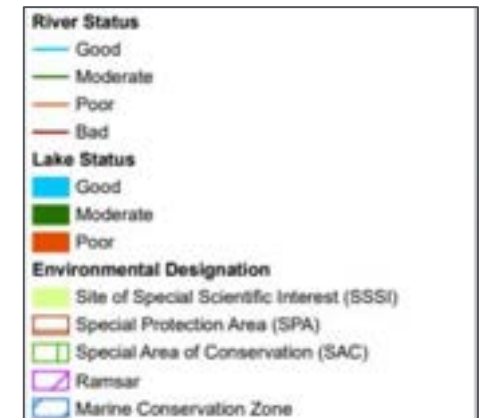 River Status
Good
Moderate
Poor
Bad
Lake Status
Good
Moderate
Poor
Environmental Designation
Site of Special Scientific Interest (SSSI)
Special Protection Area (SPA)
Special Area of Conservation (SAC)
Ramsar
Marine Conservation Zone